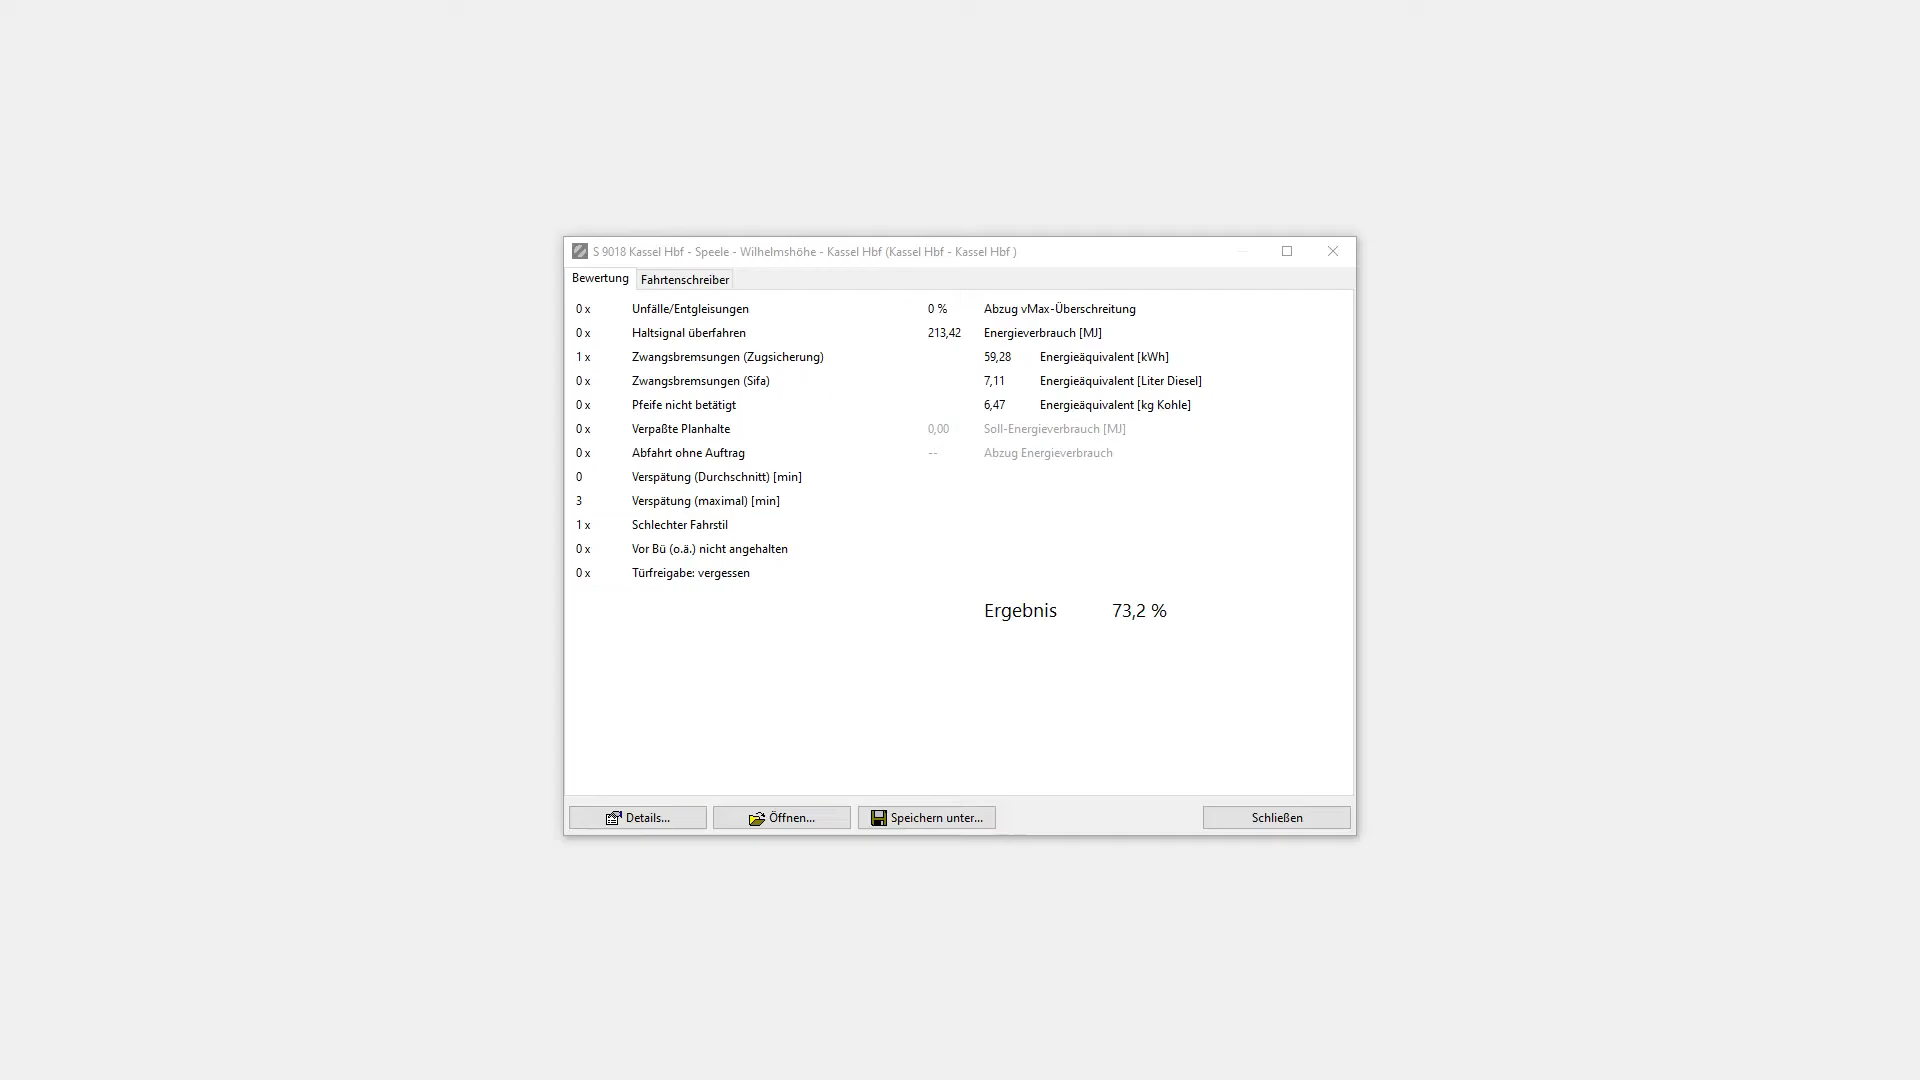 S 9018 Kassel Hbf - Speele - Wilhelmshöhe - Kassel Hbf (Kassel Hbf - Kassel Hbf )
Bewertung Fahrtenschreiber
0 x Unfälle/Entgleisungen 0 % Abzug vMax-Überschreitung
0 x Haltsignal überfahren 213,42 Energieverbrauch [MJ]
1 x Zwangsbremsungen (Zugsicherung) 59,28 Energieäquivalent [kWh]
0 x Zwangsbremsungen (Sifa) 7,11 Energieäquivalent [Liter Diesel]
0 x Pfeife nicht betätigt 6,47 Energieäquivalent [kg Kohle]
0 x Verpaßte Planhalte 0,00 Soll-Energieverbrauch [MJ]
0 x Abfahrt ohne Auftrag -- Abzug Energieverbrauch
0 Verspätung (Durchschnitt) [min]
3 Verspätung (maximal) [min]
1 x Schlechter Fahrstil
0 x Vor Bü (o.ä.) nicht angehalten
0 x Türfreigabe: vergessen
Ergebnis 73,2 %
Details... Öffnen... Speichern unter... Schließen